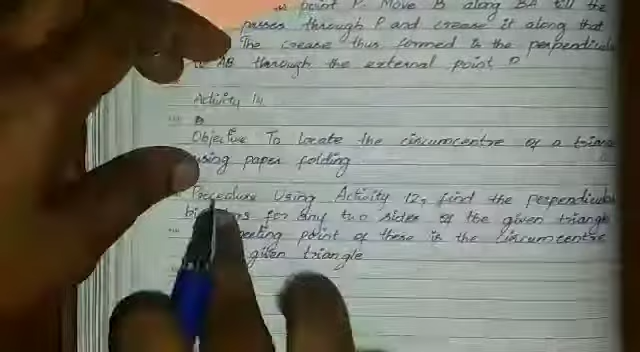 point P. Move B along BA till the
passes through P and crease it along that
The crease thus formed is the perpendicul
to AB through the external point P
Activity 14
Objective To locate the circumcentre of a triang
using paper folding
Procedure Using Activity 12, find the perpendicular
for any two sides of the given triangle
point of these is the circumcentre
given triangle